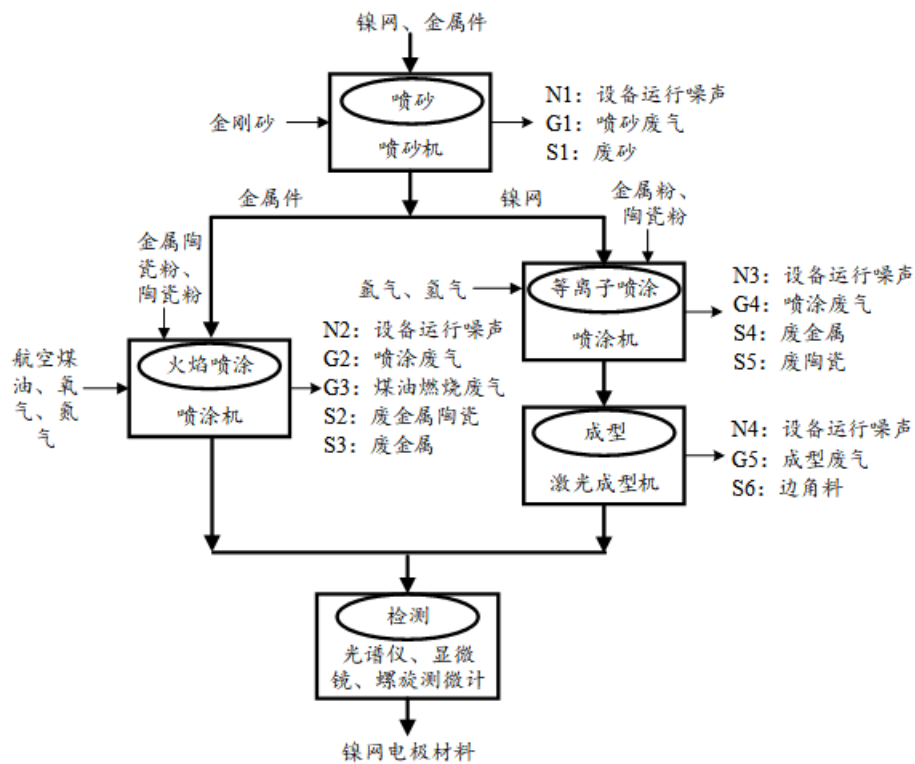 镍网、金属件
喷砂
喷砂机
金刚砂
N1：设备运行噪声
G1：喷砂废气
S1：废砂
金属件
镍网
金属粉、
陶瓷粉
金属陶
瓷粉、
陶瓷粉
氩气、氢气
等离子喷涂
喷涂机
N3：设备运行噪声
G4：喷涂废气
S4：废金属
S5：废陶瓷
航空煤
油、氧
气、氮
气
火焰喷涂
喷涂机
N2：设备运行噪声
G2：喷涂废气
G3：煤油燃烧废气
S2：废金属陶瓷
S3：废金属
成型
激光成型机
N4：设备运行噪声
G5：成型废气
S6：边角料
检测
光谱仪、显微
镜、螺旋测微计
镍网电极材料